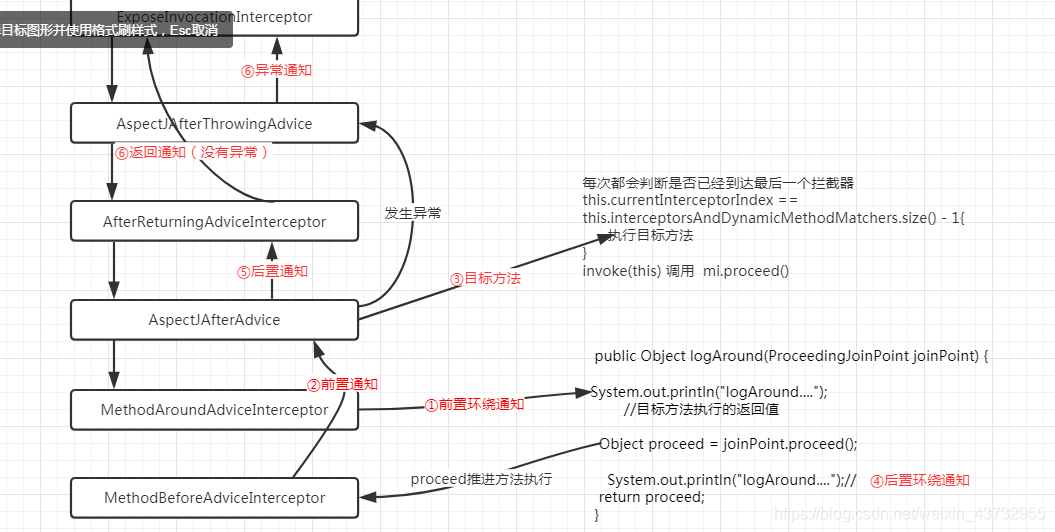 ExposeInvocationInterceptor
目标图形并使用格式刷样式，Esc取消
⑥异常通知
AspectJAfterThrowingAdvice
⑥返回通知（没有异常）
AfterReturningAdviceInterceptor
发生异常
⑤后置通知
③目标方法
AspectJAfterAdvice
②前置通知
MethodAroundAdviceInterceptor
①前置环绕通知
proceed推进方法执行
MethodBeforeAdviceInterceptor
每次都会判断是否已经到达最后一个拦截器
this.currentInterceptorIndex ==
this.interceptorsAndDynamicMethodMatchers.size() - 1{
执行目标方法
}
invoke(this) 调用 mi.proceed()
public Object logAround(ProceedingJoinPoint joinPoint) {
System.out.println("logAround....");
//目标方法执行的返回值
Object proceed = joinPoint.proceed();
System.out.println("logAround....");// ④后置环绕通知
return proceed;
}
https://blog.csdn.net/weixin_43732955